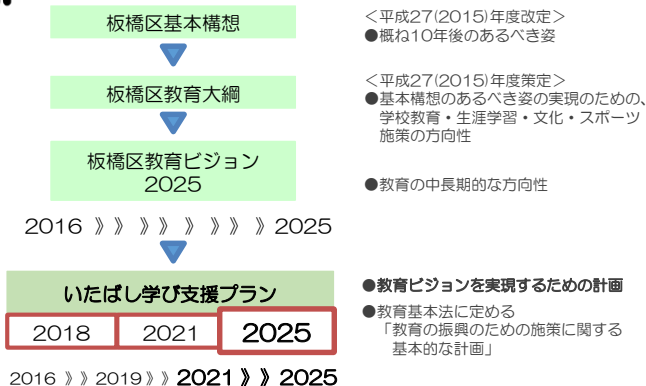 板橋区基本構想
＜平成27(2015)年度改定＞
●概ね10年後のあるべき姿
板橋区教育大綱
＜平成27(2015)年度策定＞
●基本構想のあるべき姿の実現のための、
学校教育・生涯学習・文化・スポーツ
施策の方向性
板橋区教育ビジョン
2025
●教育の中長期的な方向性
2016 》》》》》》》》2025
いたばし学び支援プラン
2018
2021
2025
●教育ビジョンを実現するための計画
●教育基本法に定める
「教育の振興のための施策に関する
基本的な計画」
2016 》》2019》》2021 》》2025